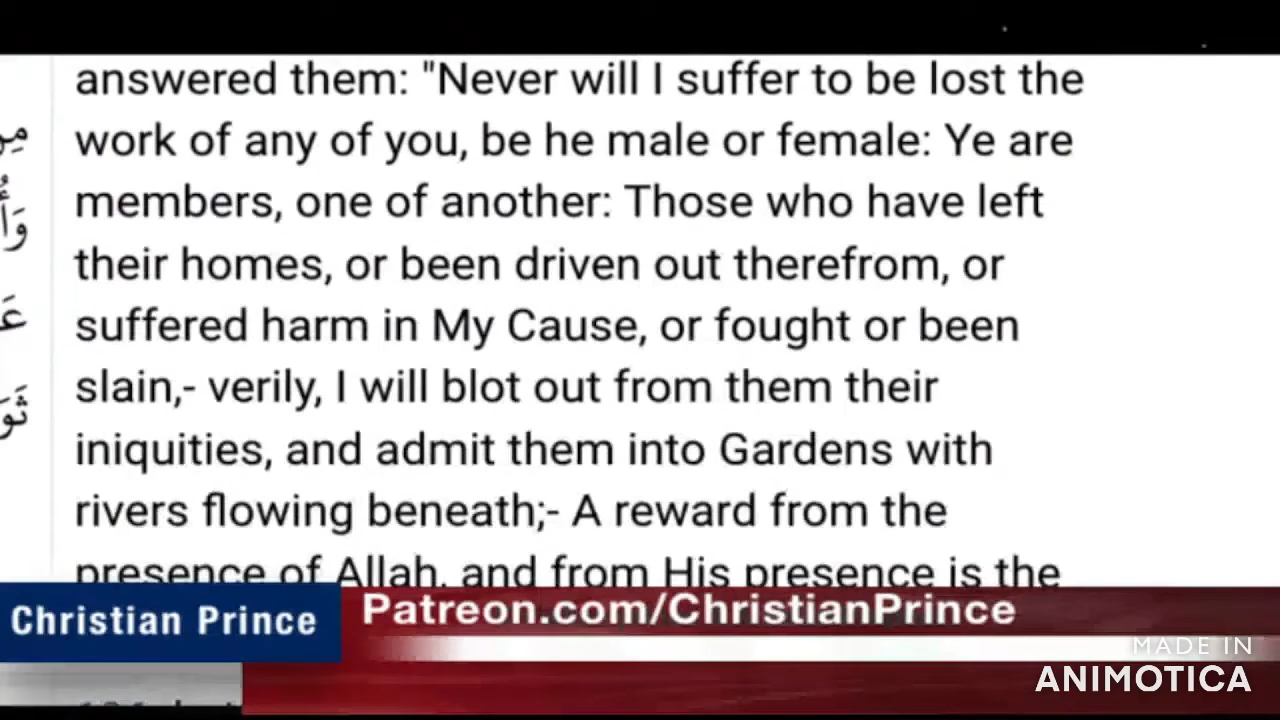 answered them: "Never will I suffer to be lost the
work of any of you, be he male or female: Ye are
members, one of another: Those who have left
their homes, or been driven out therefrom, or
suffered harm in My Cause, or fought or been
slain,- verily, I will blot out from them their
iniquities, and admit them into Gardens with
rivers flowing beneath;- A reward from the
presence of Allah, and from His presence is the
Christian Prince
Patreon.com/ChristianPrince
MADE IN
ANIMOTICA